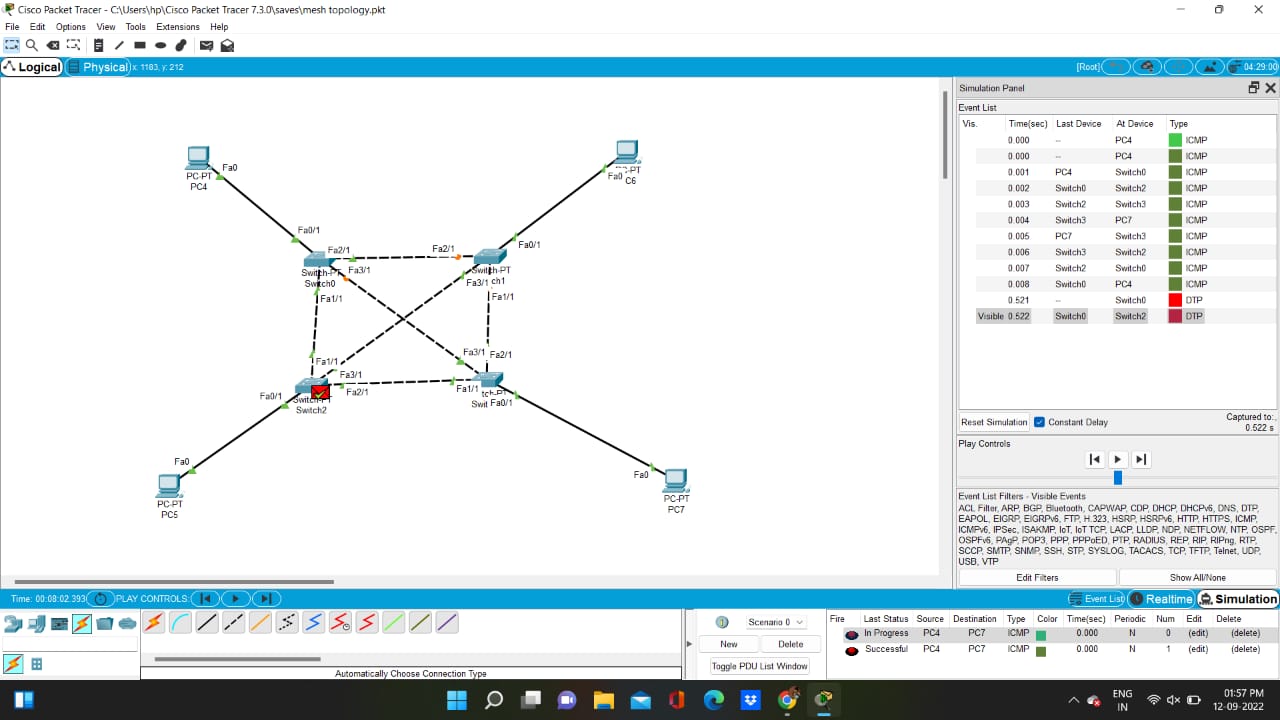 Cisco Packet Tracer - C:\Users\hp\Cisco Packet Tracer 7.3.0\saves\mesh topology.pkt
File Edit Options View Tools Extensions Help
Logical Physical x: 1183, y: 212 [Root] 04:29:00
Simulation Panel
Event List
Vis. Time(sec) Last Device At Device Type
0.000 -- PC4 ICMP
0.000 -- PC4 ICMP
0.001 PC4 Switch0 ICMP
0.002 Switch0 Switch2 ICMP
0.003 Switch2 Switch3 ICMP
0.004 Switch3 PC7 ICMP
0.005 PC7 Switch3 ICMP
0.006 Switch3 Switch2 ICMP
0.007 Switch2 Switch0 ICMP
0.008 Switch0 PC4 ICMP
0.521 -- Switch0 DTP
Visible 0.522 Switch0 Switch2 DTP
Reset Simulation Constant Delay Captured to:
0.522 s
Play Controls
Event List Filters - Visible Events
ACL Filter, ARP, BGP, Bluetooth, CAPWAP, CDP, DHCP, DHCPv6, DNS, DTP,
EAPOL, EIGRP, EIGRPv6, FTP, H.323, HSRP, HSRPv6, HTTP, HTTPS, ICMP,
ICMPv6, IPSec, ISAKMP, IoT, IoT TCP, LACP, LLDP, NDP, NETFLOW, NTP, OSPF,
OSPFv6, PAgP, POP3, PPP, PPPoED, PTP, RADIUS, REP, RIP, RIPng, RTP,
SCCP, SMTP, SNMP, SSH, STP, SYSLOG, TACACS, TCP, TFTP, Telnet, UDP,
USB, VTP
Edit Filters Show All/None
Fa0
PC-PT
PC4
Fa0
-PT
C6
Fa0/1
Fa2/1
Fa3/1
Switch-PT
Switch0
Fa1/1
Fa2/1
Fa0/1
Switch-PT
Fa3/1 ch1
Fa1/1
Fa1/1
Fa3/1
Fa2/1
Fa0/1
Switch-PT
Switch2
Fa3/1 Fa2/1
Fa1/1 tch-PT
Swit Fa0/1
Fa0
PC-PT
PC5
Fa0
PC-PT
PC7
Time: 00:08:02.393 PLAY CONTROLS: Event List Realtime Simulation
Automatically Choose Connection Type
Scenario 0
New Delete
Toggle PDU List Window
Fire Last Status Source Destination Type Color Time(sec) Periodic Num Edit Delete
In Progress PC4 PC7 ICMP 0.000 N 0 (edit) (delete)
Successful PC4 PC7 ICMP 0.000 N 1 (edit) (delete)
ENG
IN
01:57 PM
12-09-2022